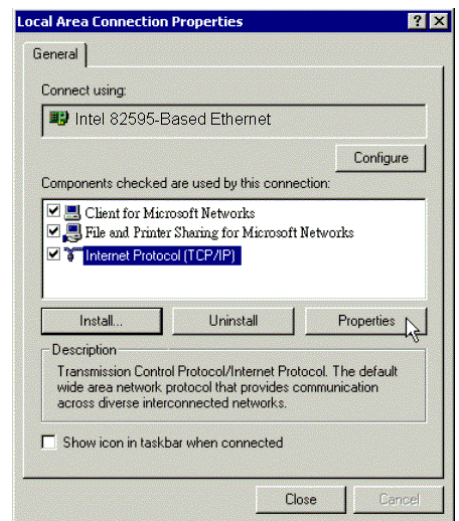 Local Area Connection Properties
General
Connect using:
Intel 82595-Based Ethernet
Configure
Components checked are used by this connection:
Client for Microsoft Networks
File and Printer Sharing for Microsoft Networks
Internet Protocol (TCP/IP)
Install... Uninstall Properties
Description
Transmission Control Protocol/Internet Protocol. The default
wide area network protocol that provides communication
across diverse interconnected networks.
Show icon in taskbar when connected
Close Cancel